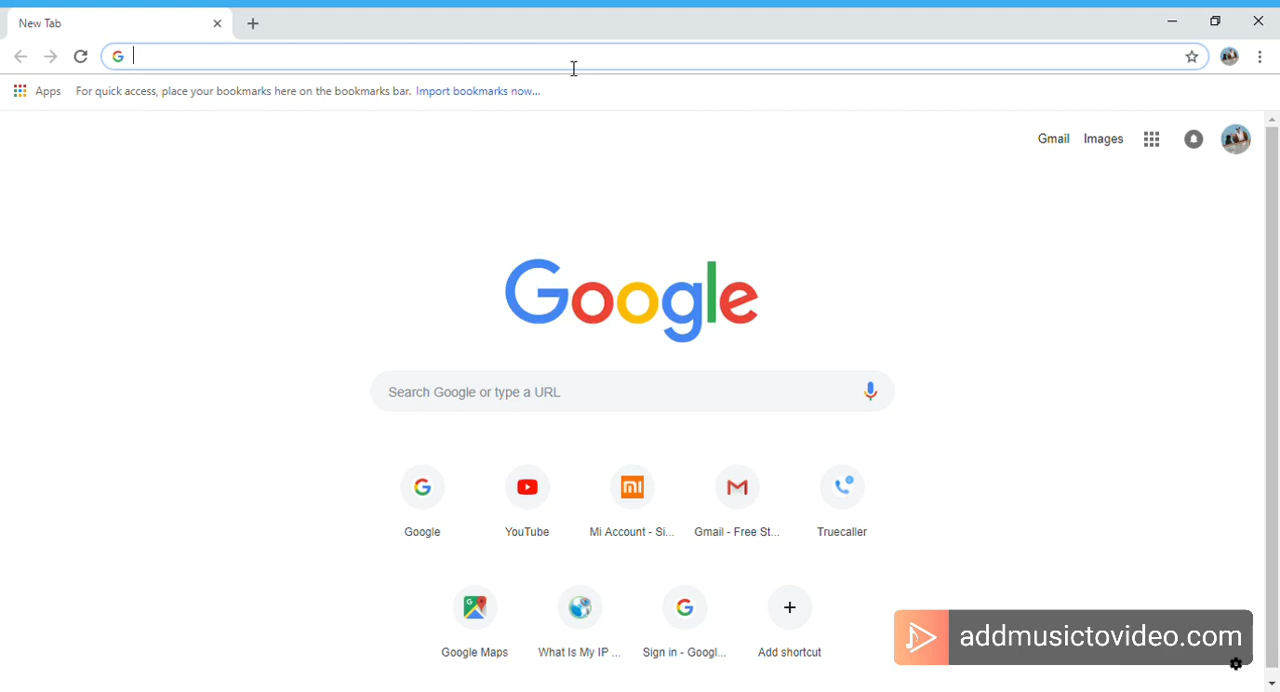 New Tab
Apps For quick access, place your bookmarks here on the bookmarks bar. Import bookmarks now...
Gmail Images
Google
Search Google or type a URL
Google YouTube Mi Account - Si... Gmail - Free St... Truecaller
Google Maps What Is My IP ... Sign in - Googl... Add shortcut
addmusictovideo.com